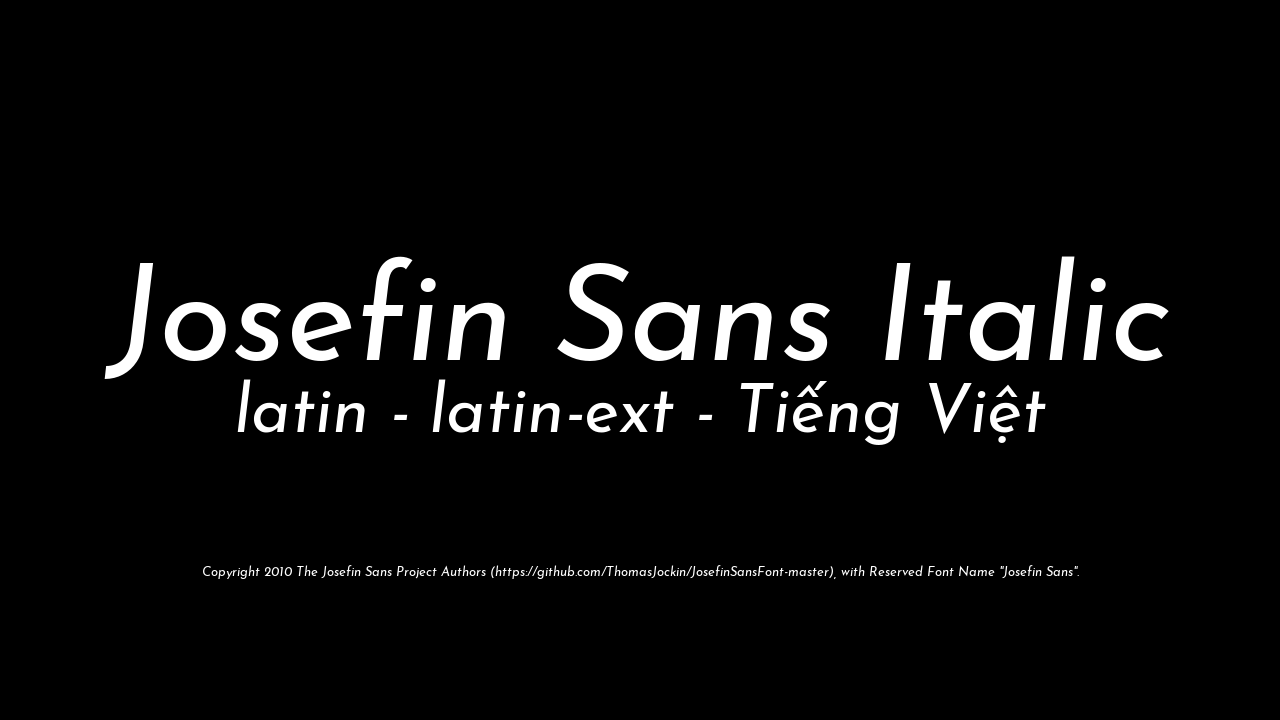 Josefin Sans Italic
latin - latin-ext - Tiếng Việt
Copyright 2010 The Josefin Sans Project Authors (https://github.com/ThomasJockin/JosefinSansFont-master), with Reserved Font Name "Josefin Sans".